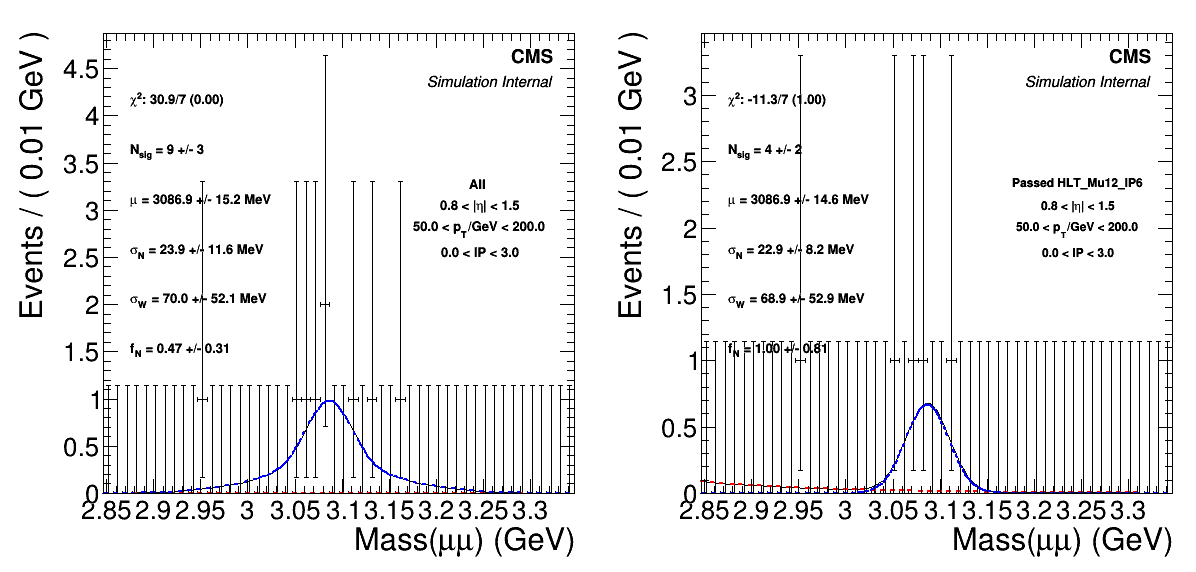 CMS
Simulation Internal
χ²: 30.9/7 (0.00)
N_sig = 9 +/- 3
μ = 3086.9 +/- 15.2 MeV
σ_N = 23.9 +/- 11.6 MeV
σ_W = 70.0 +/- 52.1 MeV
f_N = 0.47 +/- 0.31
All
0.8 < |η| < 1.5
50.0 < p_T/GeV < 200.0
0.0 < IP < 3.0
Events / ( 0.01 GeV )
4.5
4
3.5
3
2.5
2
1.5
1
0.5
0
2.85 2.9 2.95 3 3.05 3.1 3.15 3.2 3.25 3.3
Mass(μμ) (GeV)
CMS
Simulation Internal
χ²: -11.3/7 (1.00)
N_sig = 4 +/- 2
μ = 3086.9 +/- 14.6 MeV
σ_N = 22.9 +/- 8.2 MeV
σ_W = 68.9 +/- 52.9 MeV
f_N = 1.00 +/- 0.81
Passed HLT_Mu12_IP6
0.8 < |η| < 1.5
50.0 < p_T/GeV < 200.0
0.0 < IP < 3.0
Events / ( 0.01 GeV )
3
2.5
2
1.5
1
0.5
0
2.85 2.9 2.95 3 3.05 3.1 3.15 3.2 3.25 3.3
Mass(μμ) (GeV)